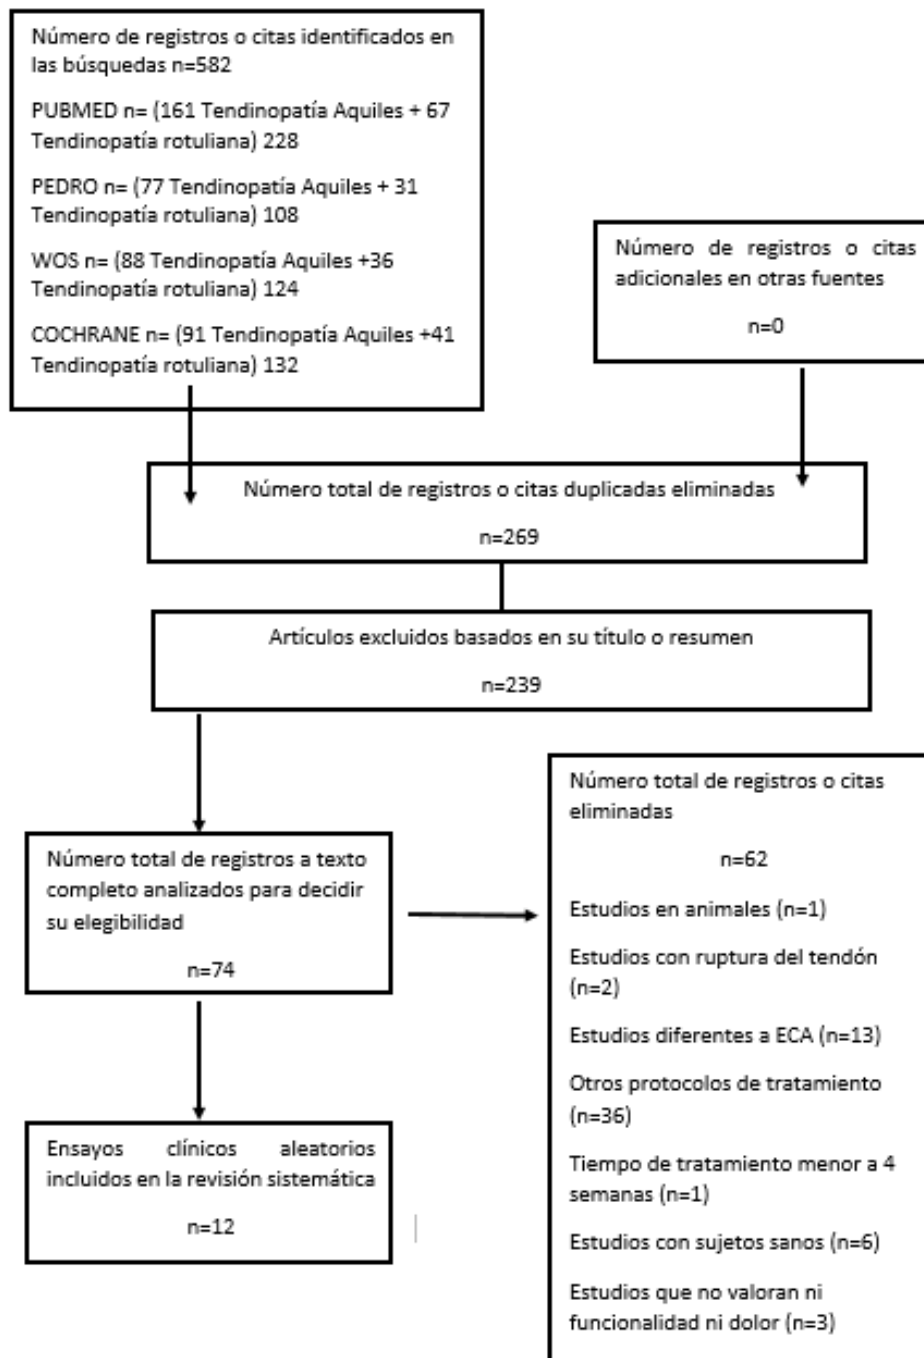 Número de registros o citas identificados en
las búsquedas n=582
PUBMED n= (161 Tendinopatía Aquiles + 67
Tendinopatía rotuliana) 228
PEDRO n= (77 Tendinopatía Aquiles + 31
Tendinopatía rotuliana) 108
WOS n= (88 Tendinopatía Aquiles +36
Tendinopatía rotuliana) 124
COCHRANE n= (91 Tendinopatía Aquiles +41
Tendinopatía rotuliana) 132
Número de registros o citas
adicionales en otras fuentes
n=0
Número total de registros o citas duplicadas eliminadas
n=269
Artículos excluidos basados en su título o resumen
n=239
Número total de registros a texto
completo analizados para decidir
su elegibilidad
n=74
Número total de registros o citas
eliminadas
n=62
Estudios en animales (n=1)
Estudios con ruptura del tendón
(n=2)
Estudios diferentes a ECA (n=13)
Otros protocolos de tratamiento
(n=36)
Tiempo de tratamiento menor a 4
semanas (n=1)
Estudios con sujetos sanos (n=6)
Estudios que no valoran ni
funcionalidad ni dolor (n=3)
Ensayos clínicos aleatorios
incluidos en la revisión sistemática
n=12